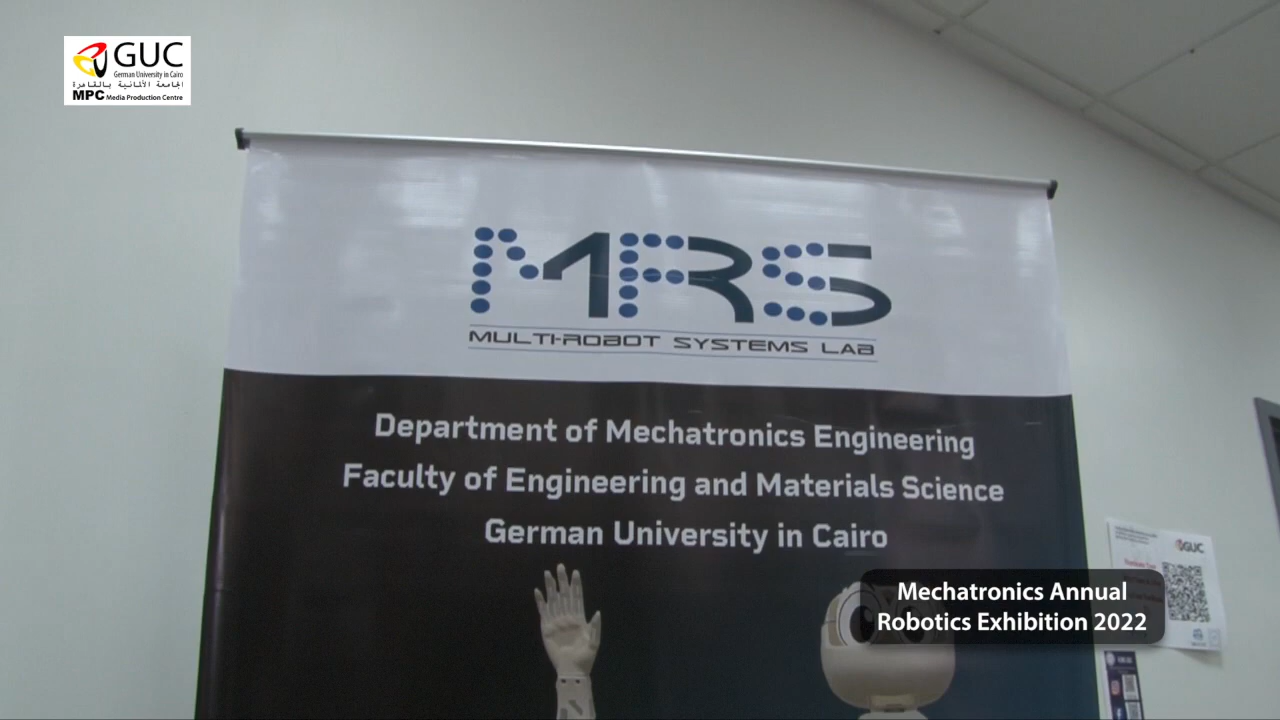 GUC
German University in Cairo
الجامعة الألمانية بالقاهرة
MPC Media Production Centre
MRS
MULTI-ROBOT SYSTEMS LAB
Department of Mechatronics Engineering
Faculty of Engineering and Materials Science
German University in Cairo
GUC
Mechatronics Annual
Robotics Exhibition 2022